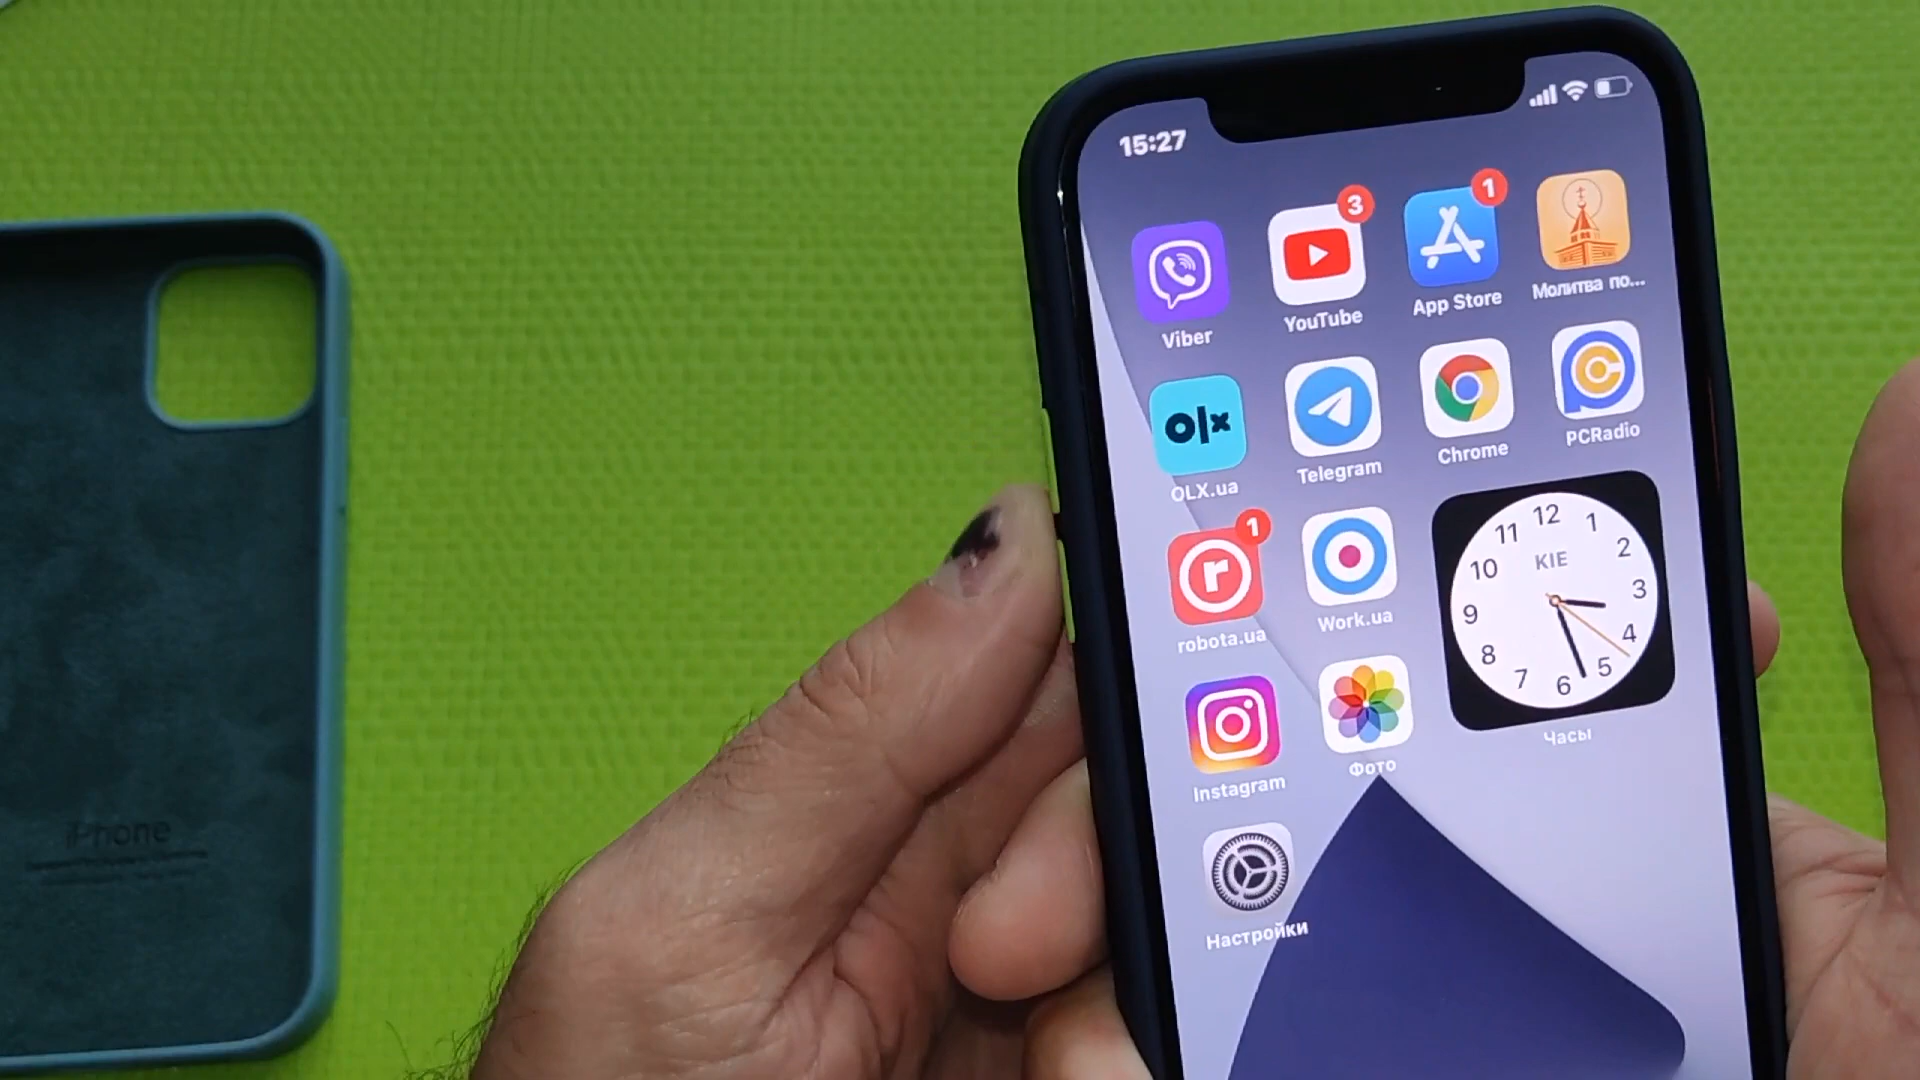 15:27
3
1
Viber
YouTube
App Store
Молитва по...
olx
OLX.ua
Telegram
Chrome
PCRadio
1
r
robota.ua
Work.ua
12
1
2
3
4
5
6
7
8
9
10
11
KIE
Часы
Instagram
Фото
Настройки
iPhone